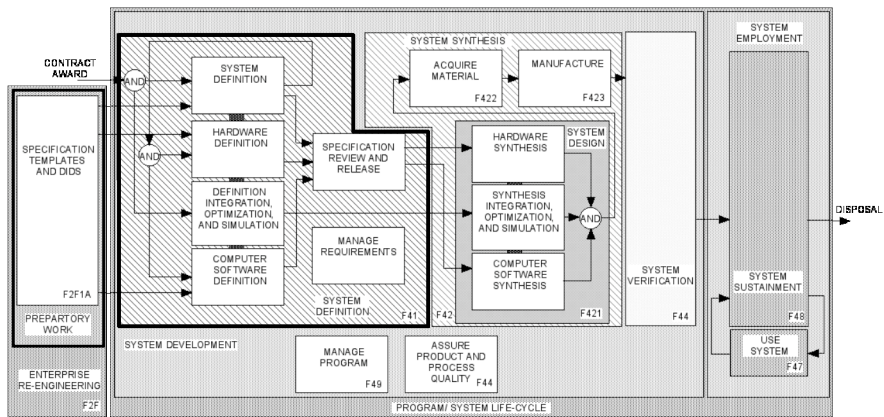 CONTRACT
AWARD
SPECIFICATION
TEMPLATES
AND DIDS
F2F1A
PREPARTORY
WORK
ENTERPRISE
RE-ENGINEERING
F2F
AND
AND
SYSTEM
DEFINITION
HARDWARE
DEFINITION
DEFINITION
INTEGRATION,
OPTIMIZATION,
AND SIMULATION
COMPUTER
SOFTWARE
DEFINITION
SPECIFICATION
REVIEW AND
RELEASE
MANAGE
REQUIREMENTS
SYSTEM
DEFINITION
F41
SYSTEM SYNTHESIS
ACQUIRE
MATERIAL
F422
MANUFACTURE
F423
HARDWARE
SYNTHESIS
SYSTEM
DESIGN
SYNTHESIS
INTEGRATION,
OPTIMIZATION,
AND SIMULATION
AND
COMPUTER
SOFTWARE
SYNTHESIS
F421
F42
SYSTEM
VERIFICATION
F44
SYSTEM DEVELOPMENT
MANAGE
PROGRAM
F49
ASSURE
PRODUCT AND
PROCESS
QUALITY
F44
PROGRAM/ SYSTEM LIFE-CYCLE
SYSTEM
EMPLOYMENT
SYSTEM
SUSTAINMENT
F48
USE
SYSTEM
F47
DISPOSAL